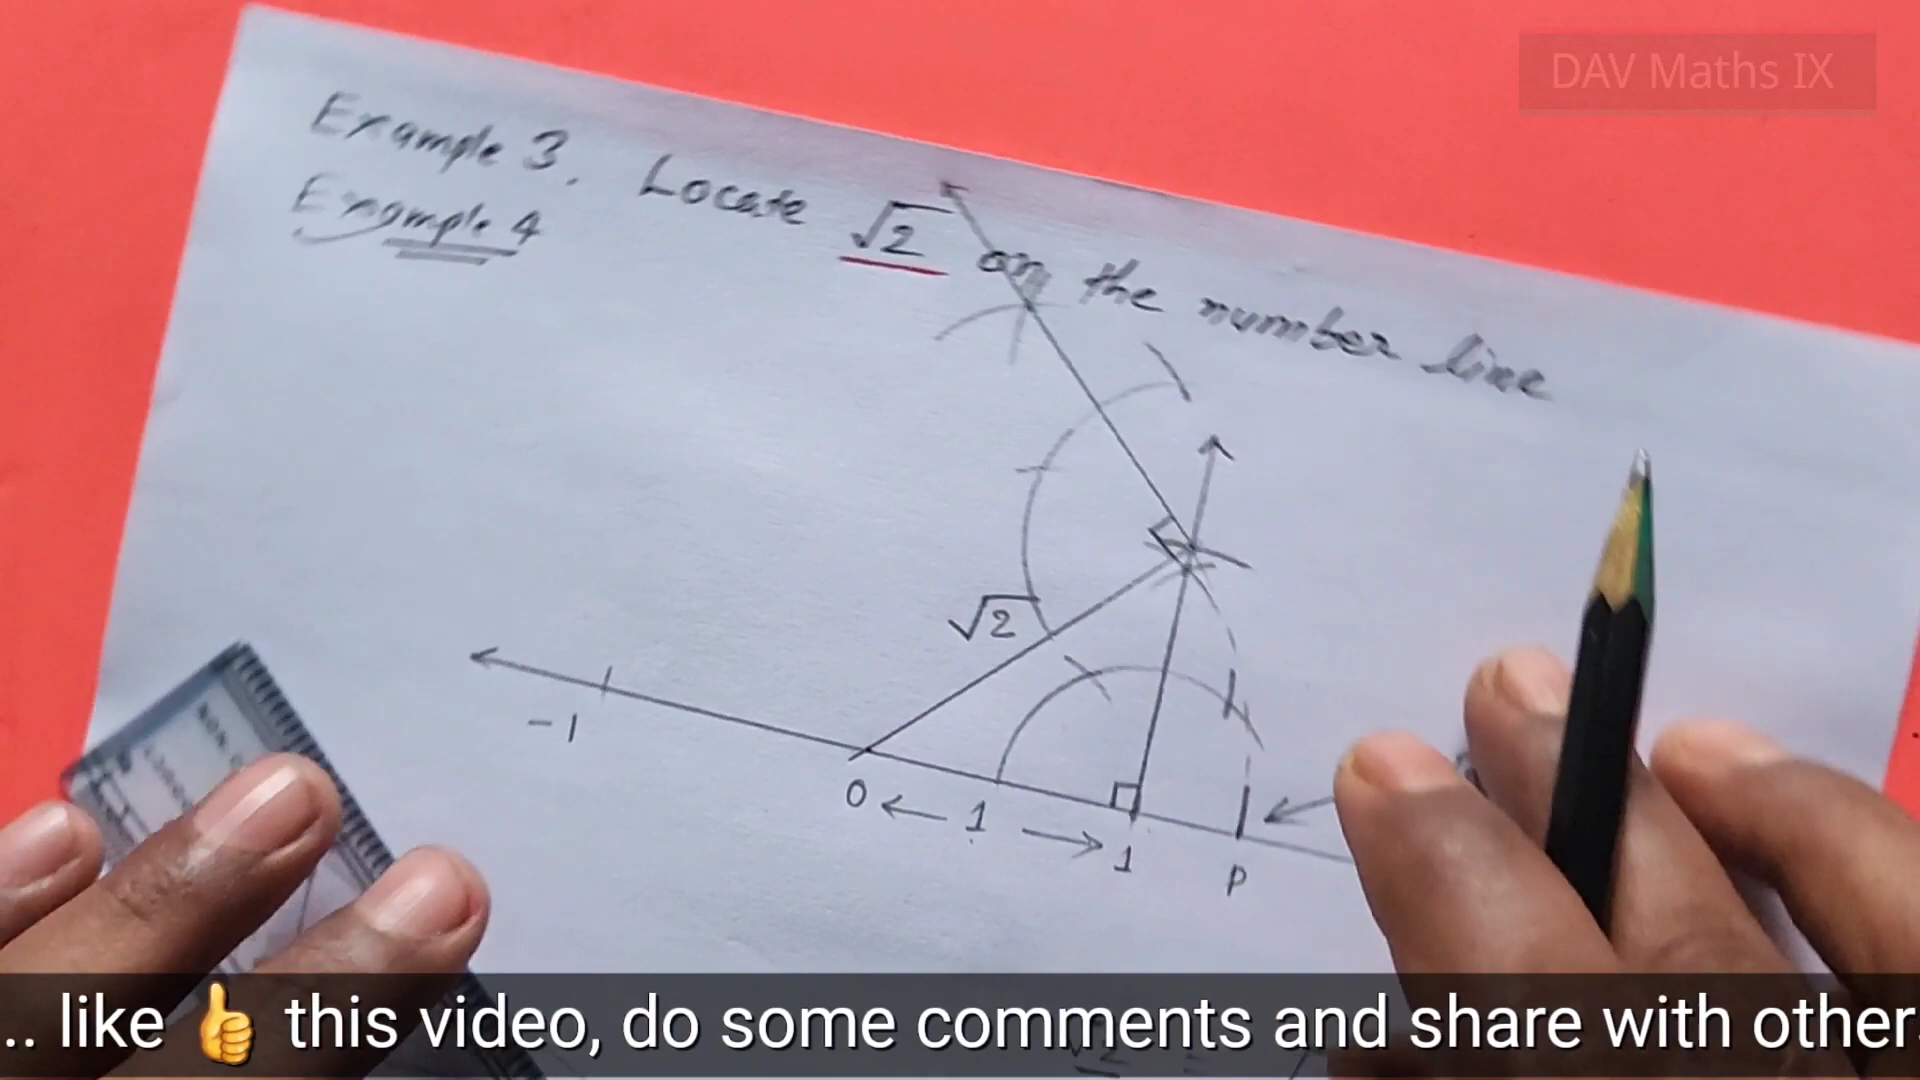 DAV Maths IX
Example 3. Locate √2 on the number line
Example 4
√2
-1
0 ← 1 → 1
P
.. like 👍 this video, do some comments and share with other